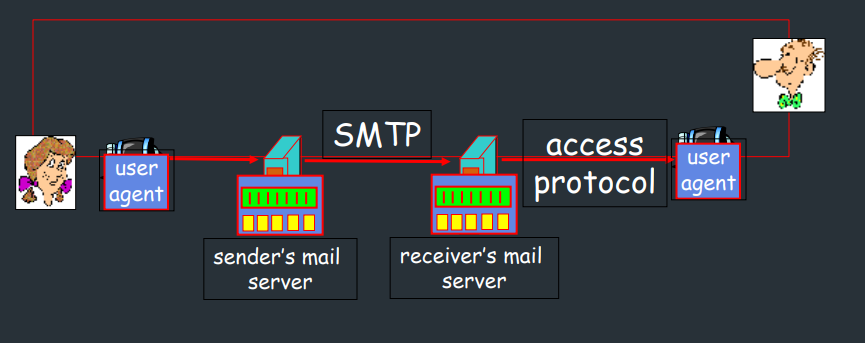 SMTP
access
protocol
user
agent
user
agent
sender's mail
server
receiver's mail
server